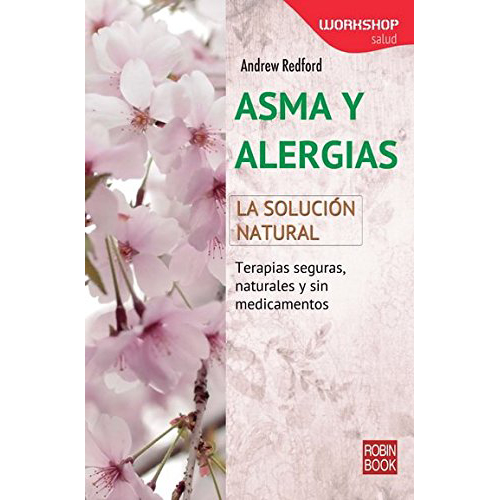 WORKSHOP
salud
Andrew Redford
ASMA Y
ALERGIAS
LA SOLUCIÓN
NATURAL
Terapias seguras,
naturales y sin
medicamentos
ROBIN
BOOK